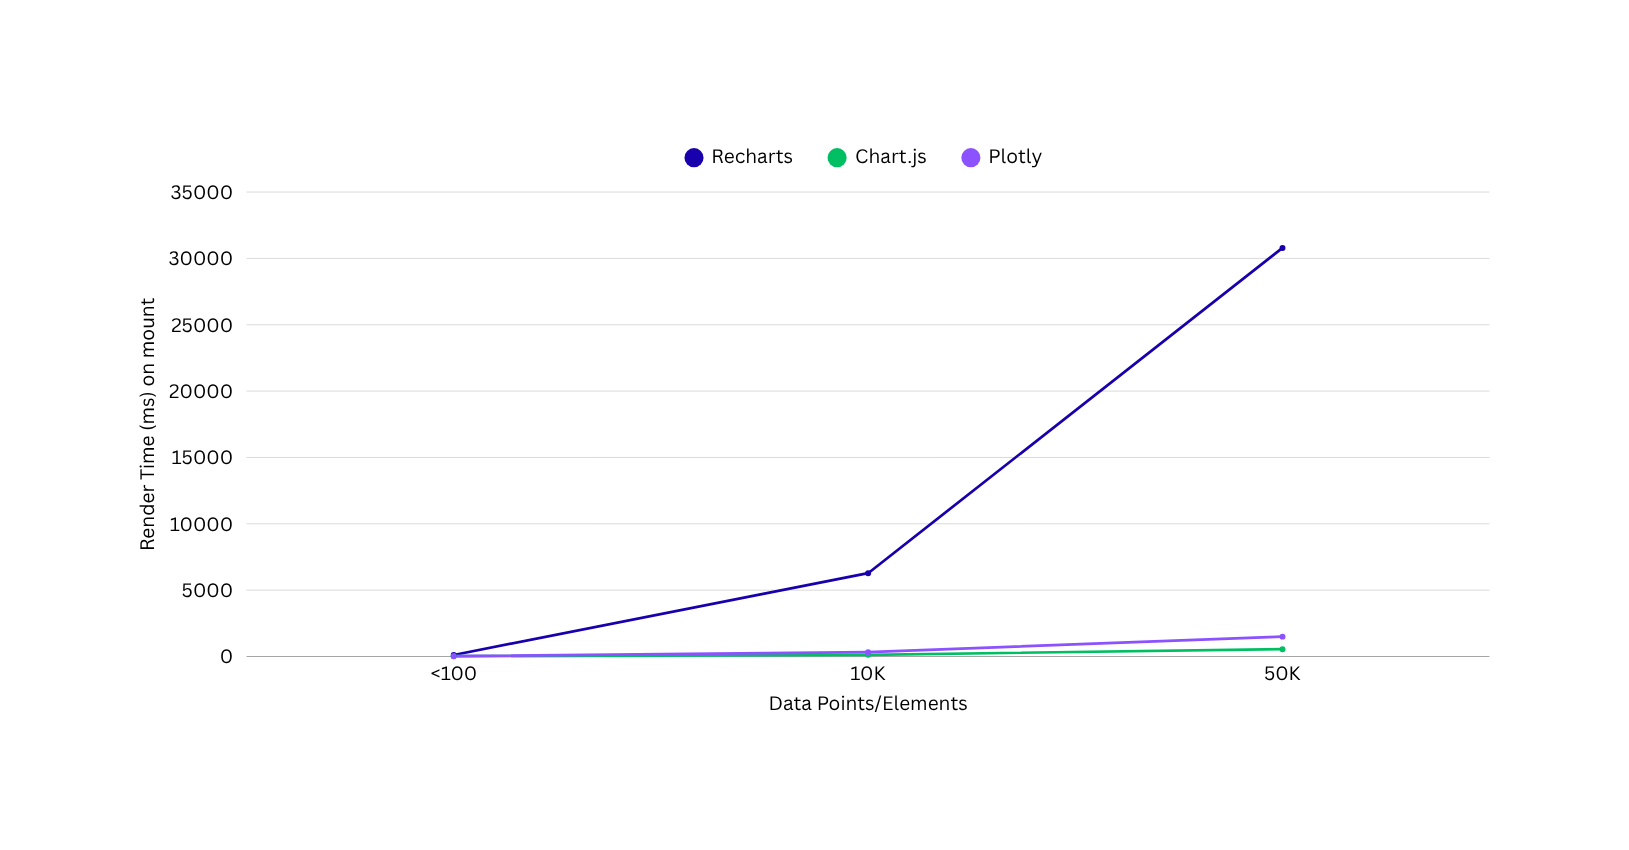 Recharts Chart.js Plotly
35000
30000
25000
20000
15000
10000
5000
0
Render Time (ms) on mount
<100 10K 50K
Data Points/Elements